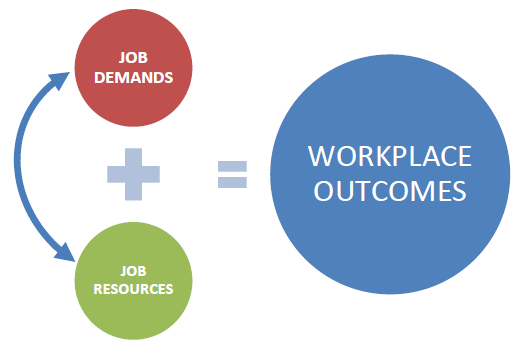 JOB
DEMANDS
JOB
RESOURCES
WORKPLACE
OUTCOMES